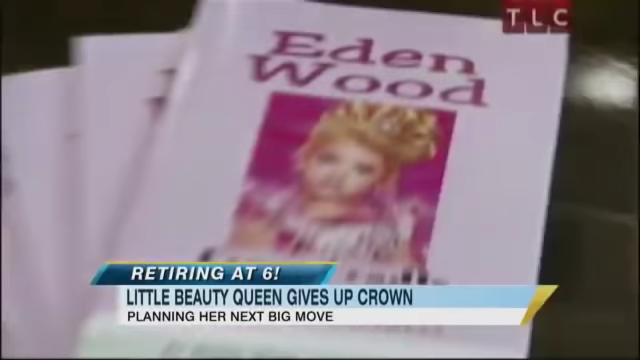 TLC
Eden
Wood
RETIRING AT 6!
LITTLE BEAUTY QUEEN GIVES UP CROWN
PLANNING HER NEXT BIG MOVE